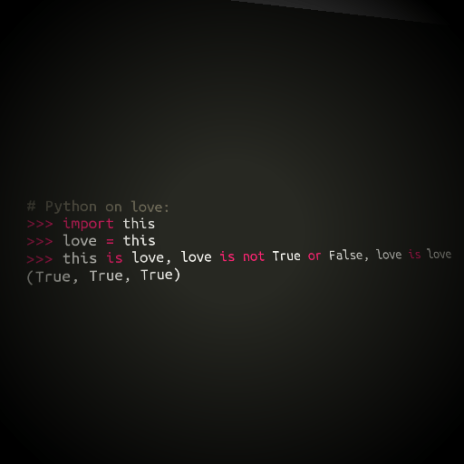 # Python on love:
>>> import this
>>> love = this
>>> this is love, love is not True or False, love is love
(True, True, True)